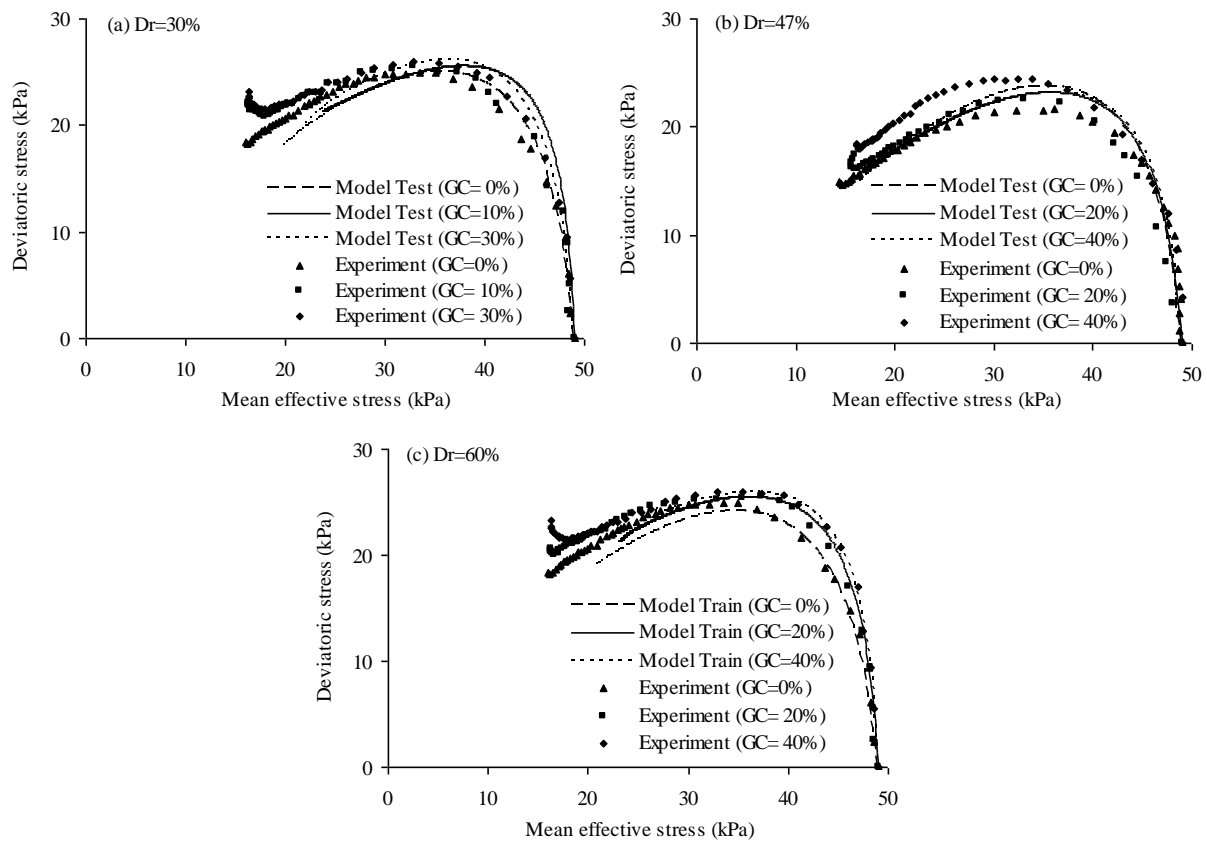 (a) Dr=30%
30
20
10
0
Deviatoric stress (kPa)
Model Test (GC= 0%)
Model Test (GC=10%)
Model Test (GC=30%)
Experiment (GC=0%)
Experiment (GC= 10%)
Experiment (GC= 30%)
0 10 20 30 40 50
Mean effective stress (kPa)
(b) Dr=47%
30
20
10
0
Deviatoric stress (kPa)
Model Test (GC= 0%)
Model Test (GC=20%)
Model Test (GC=40%)
Experiment (GC=0%)
Experiment (GC= 20%)
Experiment (GC= 40%)
0 10 20 30 40 50
Mean effective stress (kPa)
(c) Dr=60%
30
20
10
0
Deviatoric stress (kPa)
Model Train (GC= 0%)
Model Train (GC=20%)
Model Train (GC=40%)
Experiment (GC=0%)
Experiment (GC= 20%)
Experiment (GC= 40%)
0 10 20 30 40 50
Mean effective stress (kPa)